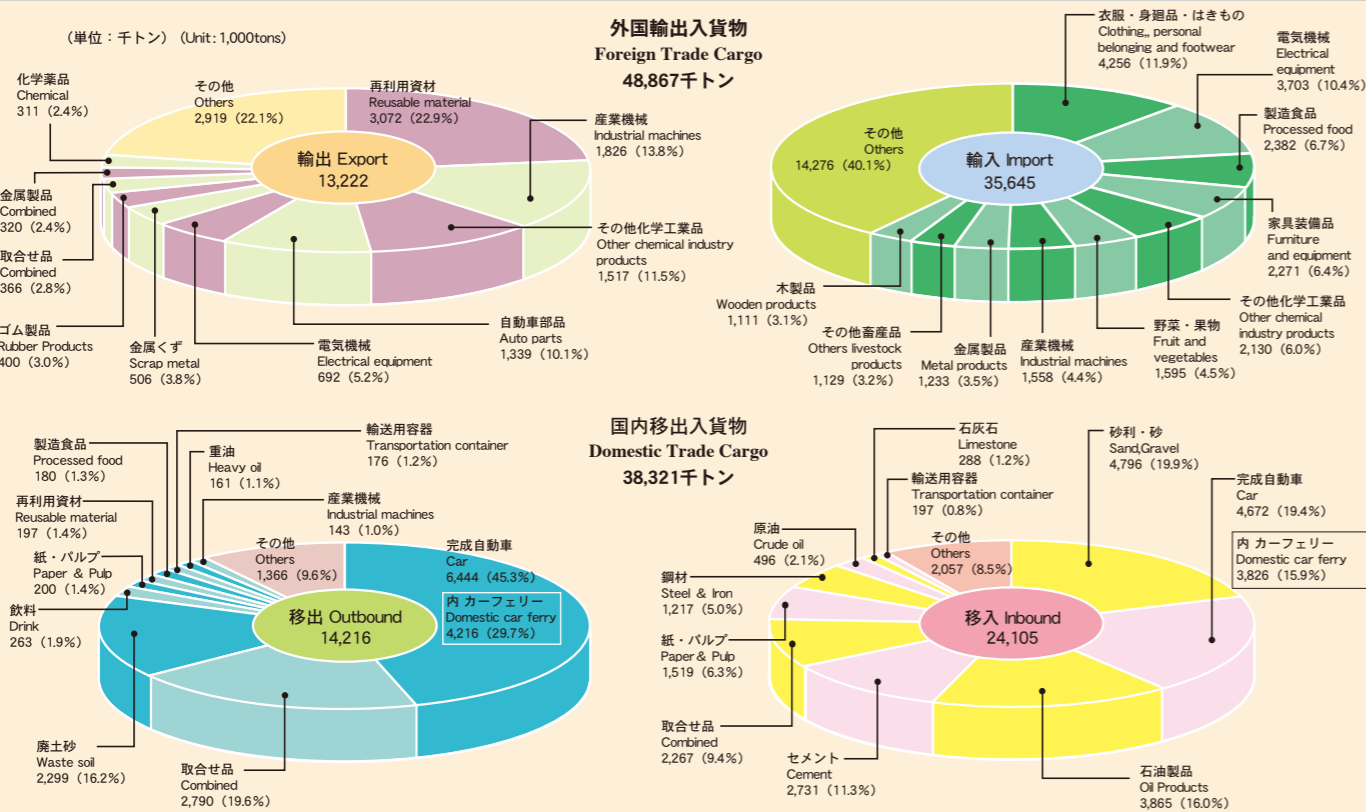 (単位：千トン) (Unit: 1,000tons)
外国輸出入貨物
Foreign Trade Cargo
48,867千トン
輸出 Export
13,222
再利用資材
Reusable material
3,072 (22.9%)
産業機械
Industrial machines
1,826 (13.8%)
その他化学工業品
Other chemical industry
products
1,517 (11.5%)
自動車部品
Auto parts
1,339 (10.1%)
電気機械
Electrical equipment
692 (5.2%)
金属くず
Scrap metal
506 (3.8%)
ゴム製品
Rubber Products
400 (3.0%)
取合せ品
Combined
366 (2.8%)
金属製品
Combined
320 (2.4%)
化学薬品
Chemical
311 (2.4%)
その他
Others
2,919 (22.1%)
輸入 Import
35,645
衣服・身廻品・はきもの
Clothing,, personal
belonging and footwear
4,256 (11.9%)
電気機械
Electrical
equipment
3,703 (10.4%)
製造食品
Processed food
2,382 (6.7%)
家具装備品
Furniture
and equipment
2,271 (6.4%)
その他化学工業品
Other chemical
industry products
2,130 (6.0%)
野菜・果物
Fruit and
vegetables
1,595 (4.5%)
産業機械
Industrial machines
1,558 (4.4%)
金属製品
Metal products
1,233 (3.5%)
その他畜産品
Others livestock
products
1,129 (3.2%)
木製品
Wooden products
1,111 (3.1%)
その他
Others
14,276 (40.1%)
国内移出入貨物
Domestic Trade Cargo
38,321千トン
移出 Outbound
14,216
完成自動車
Car
6,444 (45.3%)
内 カーフェリー
Domestic car ferry
4,216 (29.7%)
取合せ品
Combined
2,790 (19.6%)
廃土砂
Waste soil
2,299 (16.2%)
飲料
Drink
263 (1.9%)
紙・パルプ
Paper & Pulp
200 (1.4%)
再利用資材
Reusable material
197 (1.4%)
製造食品
Processed food
180 (1.3%)
輸送用容器
Transportation container
176 (1.2%)
重油
Heavy oil
161 (1.1%)
産業機械
Industrial machines
143 (1.0%)
その他
Others
1,366 (9.6%)
移入 Inbound
24,105
砂利・砂
Sand,Gravel
4,796 (19.9%)
完成自動車
Car
4,672 (19.4%)
内 カーフェリー
Domestic car ferry
3,826 (15.9%)
石油製品
Oil Products
3,865 (16.0%)
セメント
Cement
2,731 (11.3%)
取合せ品
Combined
2,267 (9.4%)
紙・パルプ
Paper & Pulp
1,519 (6.3%)
鋼材
Steel & Iron
1,217 (5.0%)
原油
Crude oil
496 (2.1%)
石灰石
Limestone
288 (1.2%)
輸送用容器
Transportation container
197 (0.8%)
その他
Others
2,057 (8.5%)